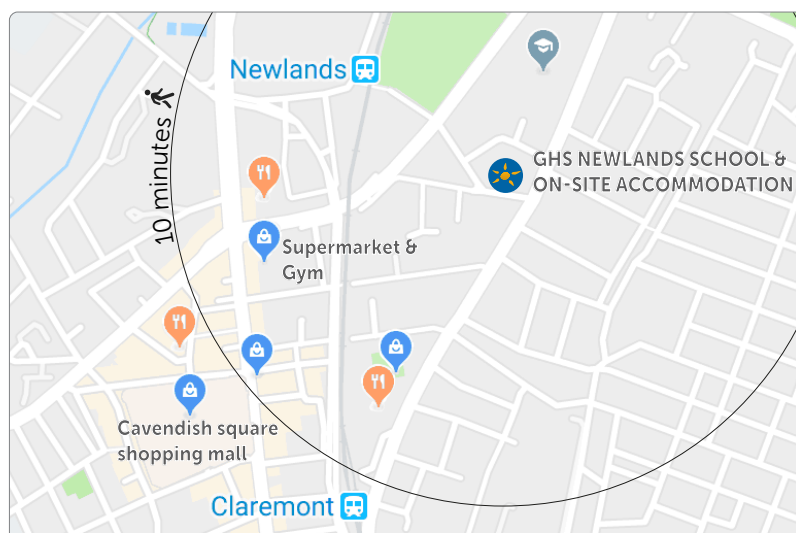 Newlands
GHS NEWLANDS SCHOOL &
ON-SITE ACCOMMODATION
10 minutes
Supermarket &
Gym
Cavendish square
shopping mall
Claremont